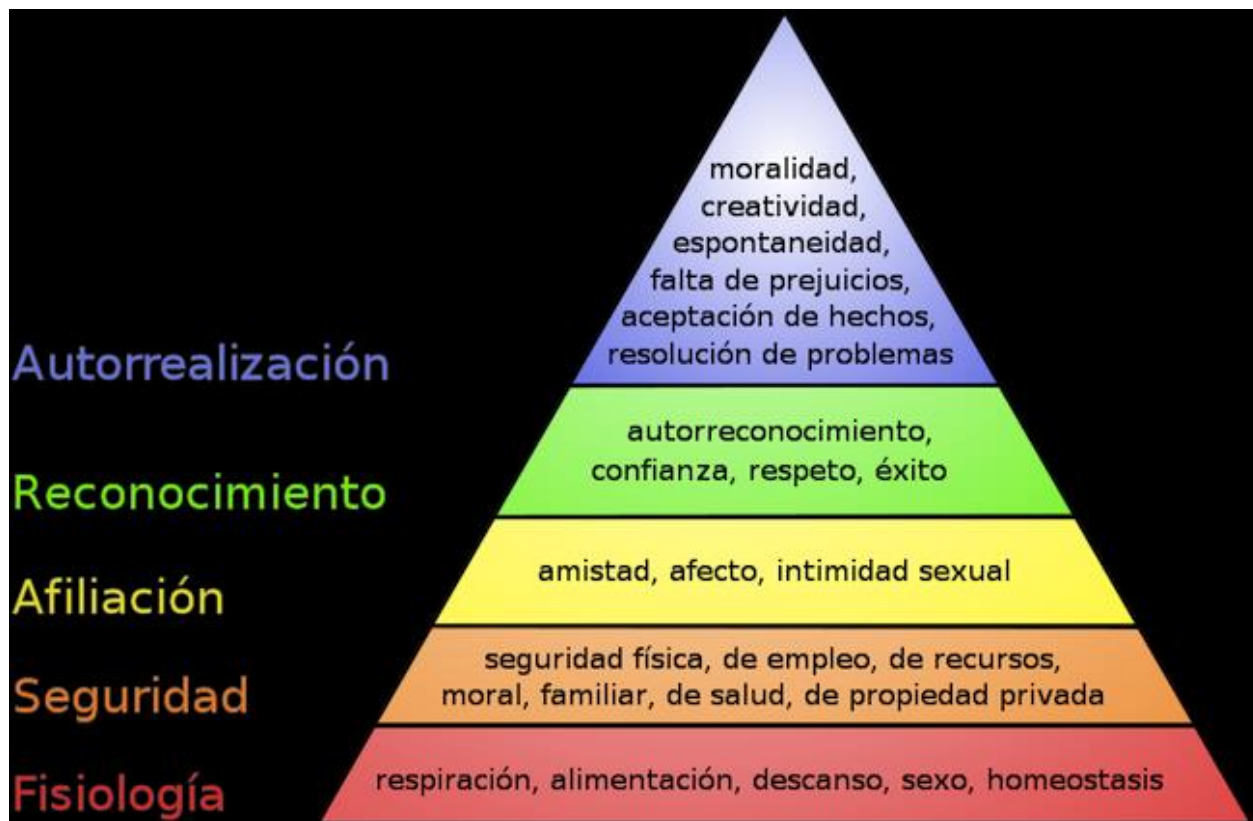 moralidad,
creatividad,
espontaneidad,
falta de prejuicios,
aceptación de hechos,
resolución de problemas
Autorrealización
autorreconocimiento,
confianza, respeto, éxito
Reconocimiento
amistad, afecto, intimidad sexual
Afiliación
seguridad física, de empleo, de recursos,
moral, familiar, de salud, de propiedad privada
Seguridad
respiración, alimentación, descanso, sexo, homeostasis
Fisiología